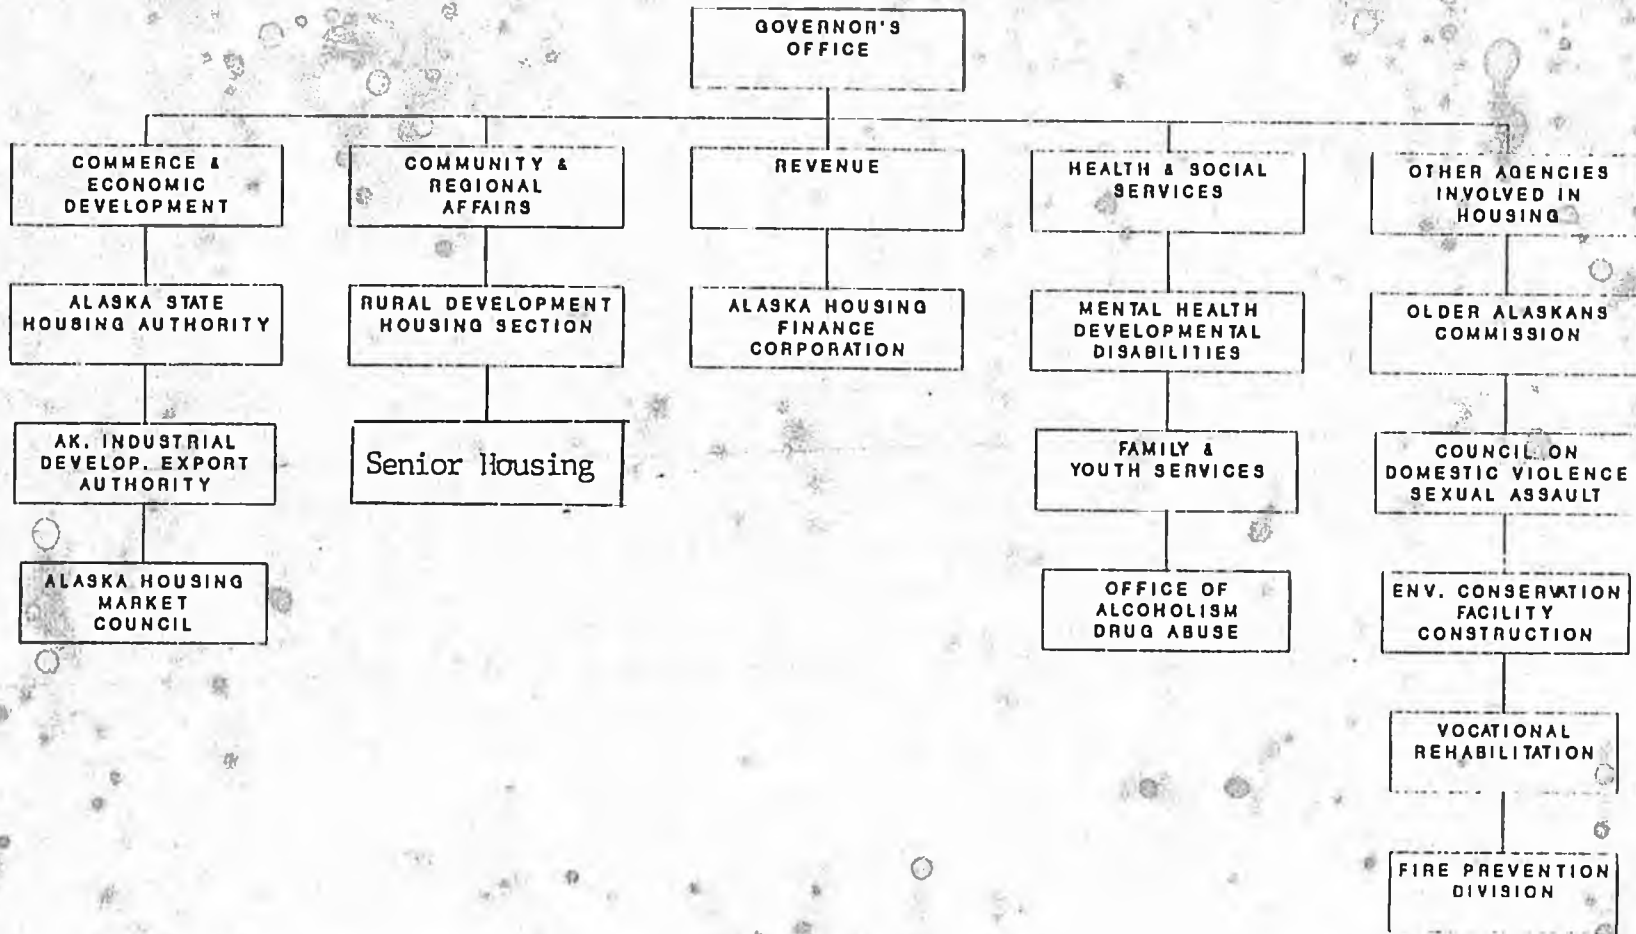 GOVERNOR'S
OFFICE
COMMERCE &
ECONOMIC
DEVELOPMENT
COMMUNITY &
REGIONAL
AFFAIRS
REVENUE
HEALTH & SOCIAL
SERVICES
OTHER AGENCIES
INVOLVED IN
HOUSING
ALASKA STATE
HOUSING AUTHORITY
RURAL DEVELOPMENT
HOUSING SECTION
ALASKA HOUSING
FINANCE
CORPORATION
MENTAL HEALTH
DEVELOPMENTAL
DISABILITIES
OLDER ALASKANS
COMMISSION
AK. INDUSTRIAL
DEVELOP. EXPORT
AUTHORITY
Senior Housing
FAMILY &
YOUTH SERVICES
COUNCIL ON
DOMESTIC VIOLENCE
SEXUAL ASSAULT
ALASKA HOUSING
MARKET
COUNCIL
OFFICE OF
ALCOHOLISM
DRUG ABUSE
ENV. CONSERVATION
FACILITY
CONSTRUCTION
VOCATIONAL
REHABILITATION
FIRE PREVENTION
DIVISION